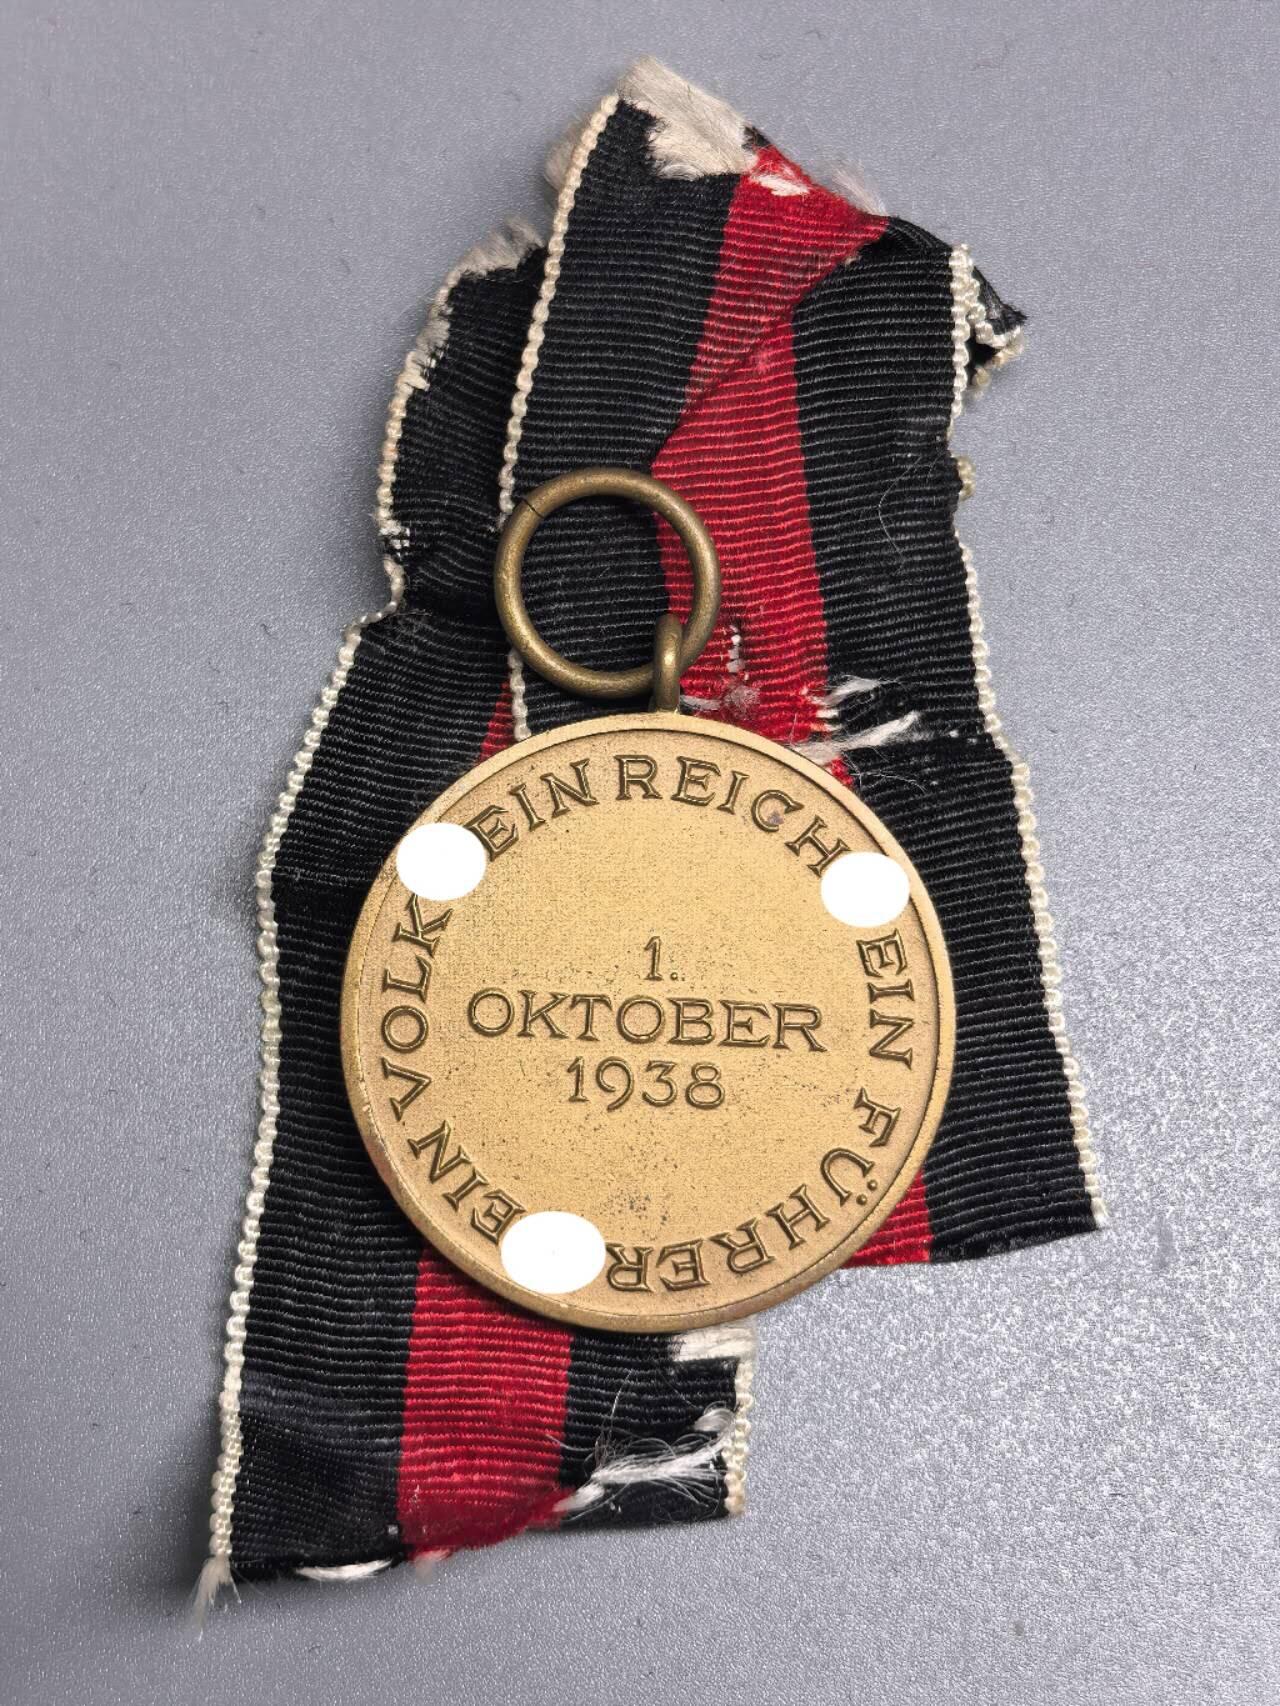 EIN VOLK EIN REICH EIN FÜHRER
1.
OKTOBER
1938